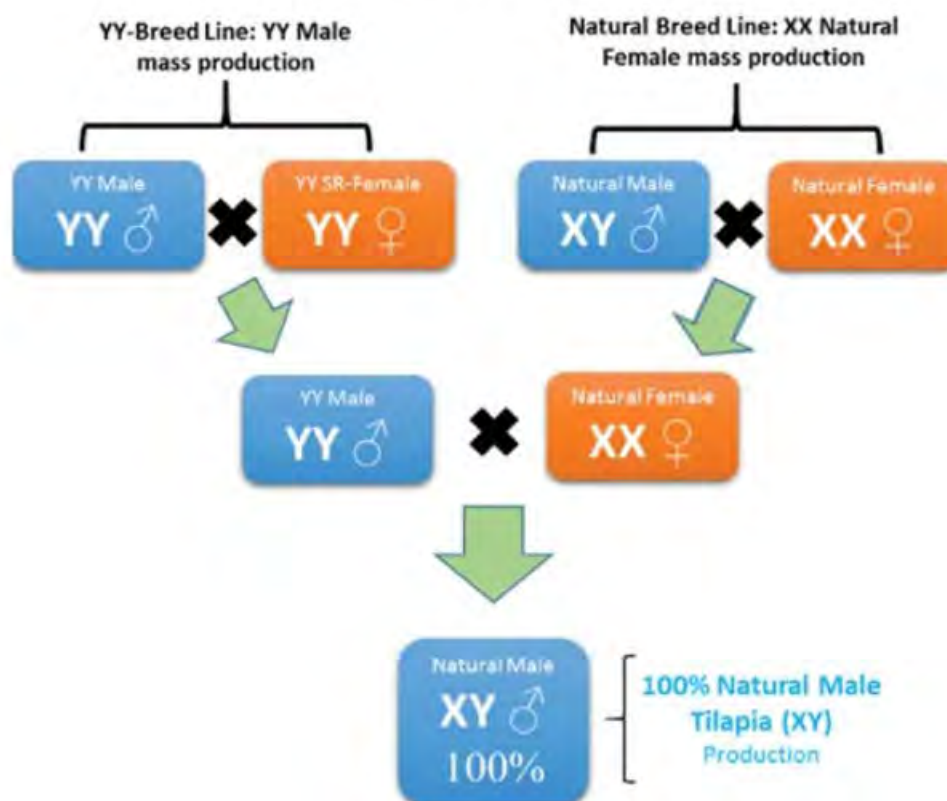 YY-Breed Line: YY Male
mass production
Natural Breed Line: XX Natural
Female mass production
YY Male
YY ♂
YY SR-Female
YY ♀
Natural Male
XY ♂
Natural Female
XX ♀
YY Male
YY ♂
Natural Female
XX ♀
Natural Male
XY ♂
100%
100% Natural Male
Tilapia (XY)
Production